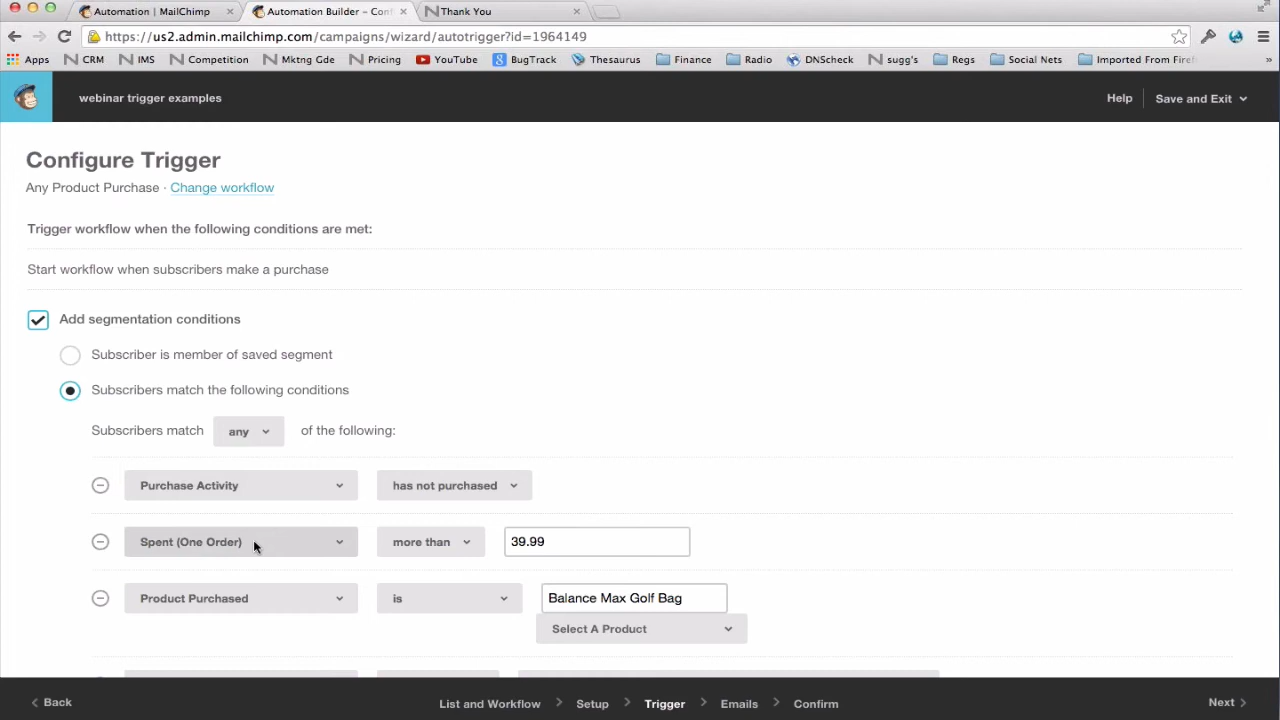 Automation | MailChimp
Automation Builder – Conf
Thank You
https://us2.admin.mailchimp.com/campaigns/wizard/autotrigger?id=1964149
Apps CRM IMS Competition Mktng Gde Pricing YouTube BugTrack Thesaurus Finance Radio DNScheck sugg's Regs Social Nets Imported From Firef »
webinar trigger examples
Help Save and Exit
Configure Trigger
Any Product Purchase · Change workflow
Trigger workflow when the following conditions are met:
Start workflow when subscribers make a purchase
Add segmentation conditions
Subscriber is member of saved segment
Subscribers match the following conditions
Subscribers match any of the following:
Purchase Activity has not purchased
Spent (One Order) more than 39.99
Product Purchased is Balance Max Golf Bag
Select A Product
Back List and Workflow Setup Trigger Emails Confirm Next